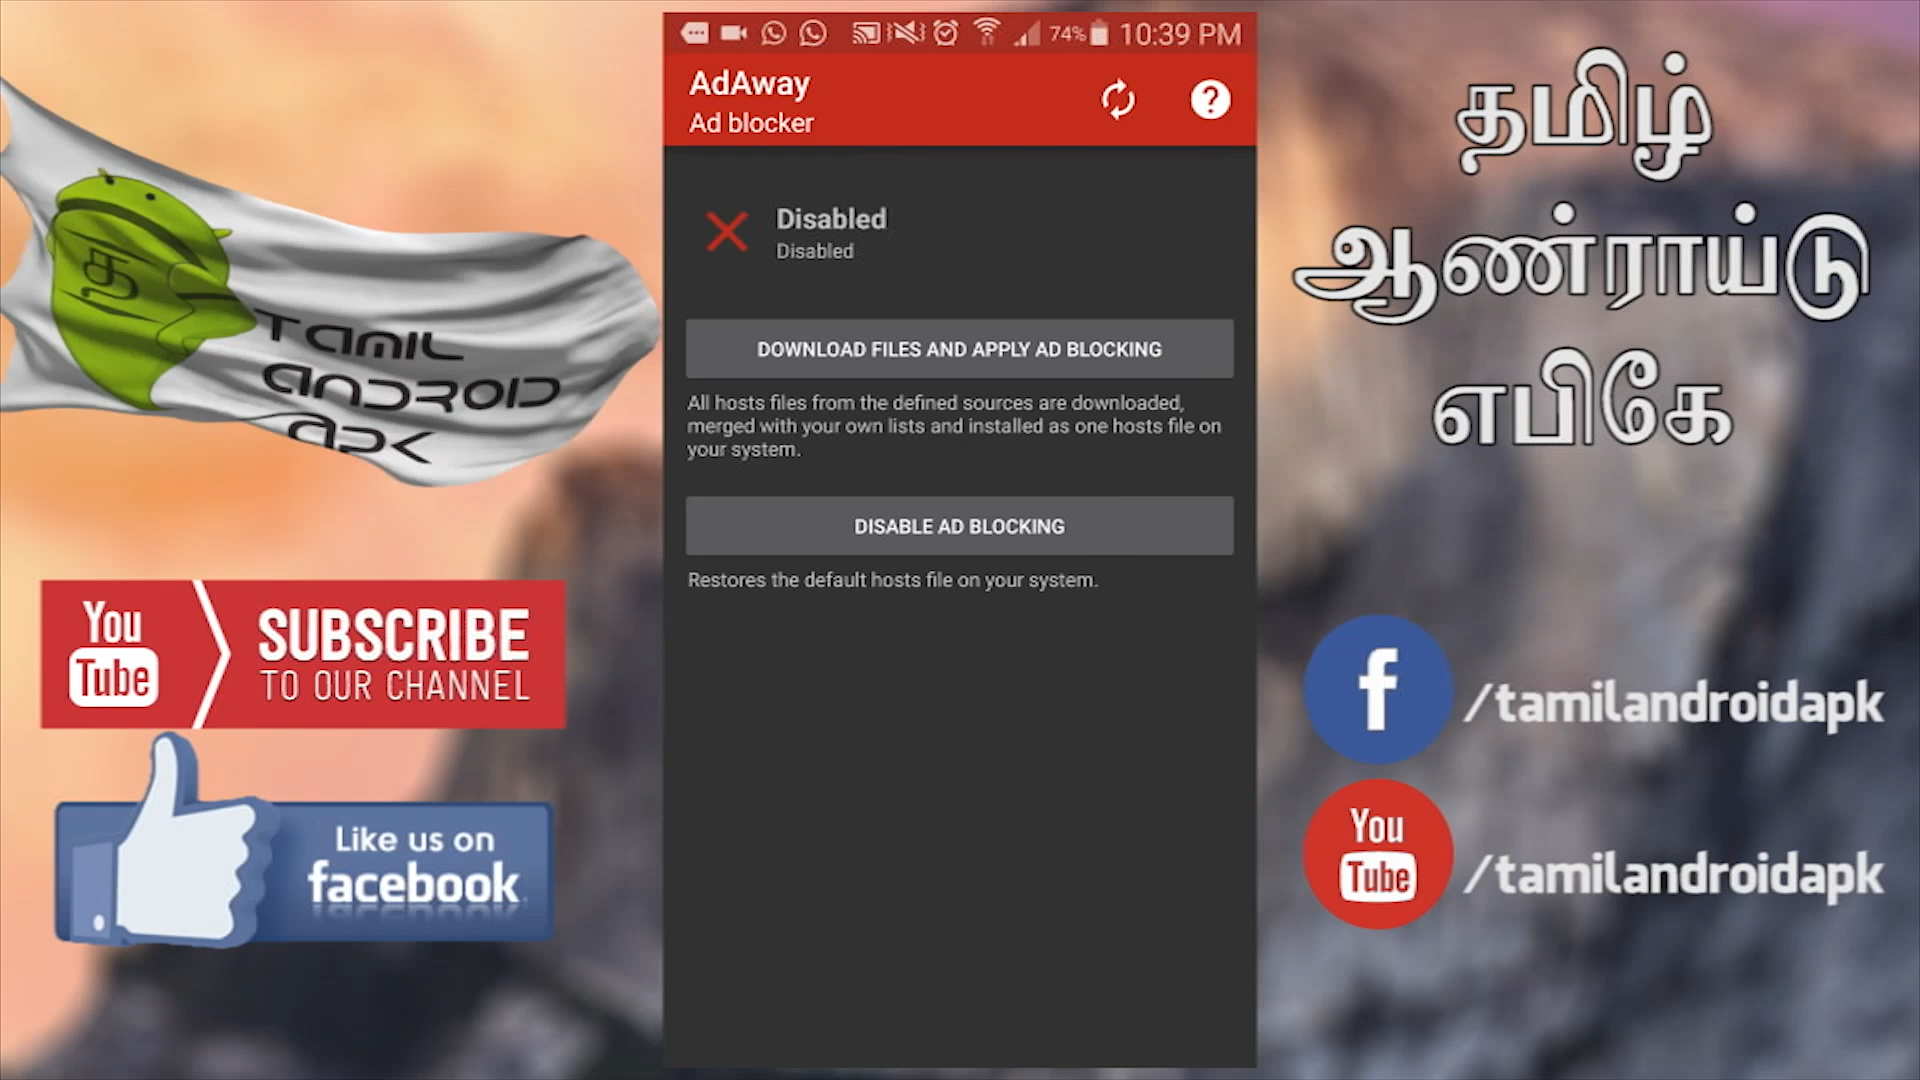 74% 10:39 PM
AdAway
Ad blocker
Disabled
Disabled
DOWNLOAD FILES AND APPLY AD BLOCKING
All hosts files from the defined sources are downloaded,
merged with your own lists and installed as one hosts file on
your system.
DISABLE AD BLOCKING
Restores the default hosts file on your system.
த
TAMIL
ANDROID
APK
You
Tube
SUBSCRIBE
TO OUR CHANNEL
Like us on
facebook
தமிழ்
ஆண்ராய்டு
எபிகே
f /tamilandroidapk
You
Tube /tamilandroidapk